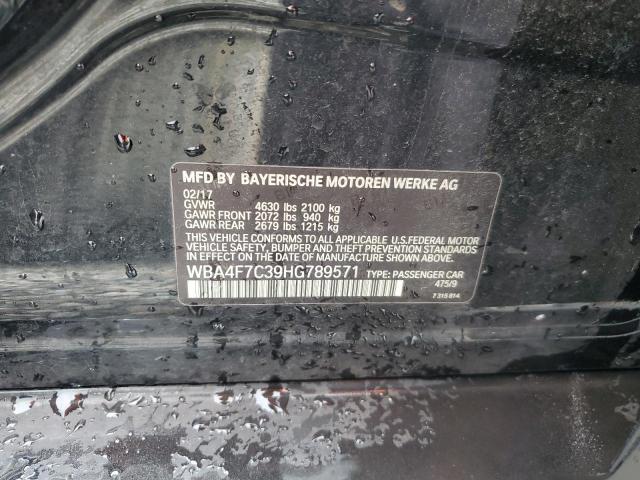 MFD BY BAYERISCHE MOTOREN WERKE AG
02/17
GVWR 4630 lbs 2100 kg
GAWR FRONT 2072 lbs 940 kg
GAWR REAR 2679 lbs 1215 kg
THIS VEHICLE CONFORMS TO ALL APPLICABLE U.S.FEDERAL MOTOR
VEHICLE SAFETY, BUMPER AND THEFT PREVENTION STANDARDS
IN EFFECT ON THE DATE OF MANUFACTURE SHOWN ABOVE.
WBA4F7C39HG789571 TYPE: PASSENGER CAR
475/9
7 315 814